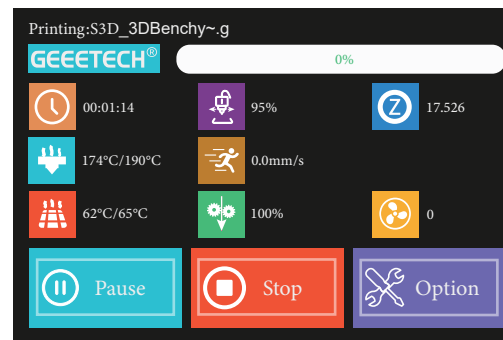 Printing:S3D_3DBenchy~.g
GEEETECH® 0%
00:01:14 95% Z 17.526
174°C/190°C 0.0mm/s
62°C/65°C 100% 0
Pause Stop Option